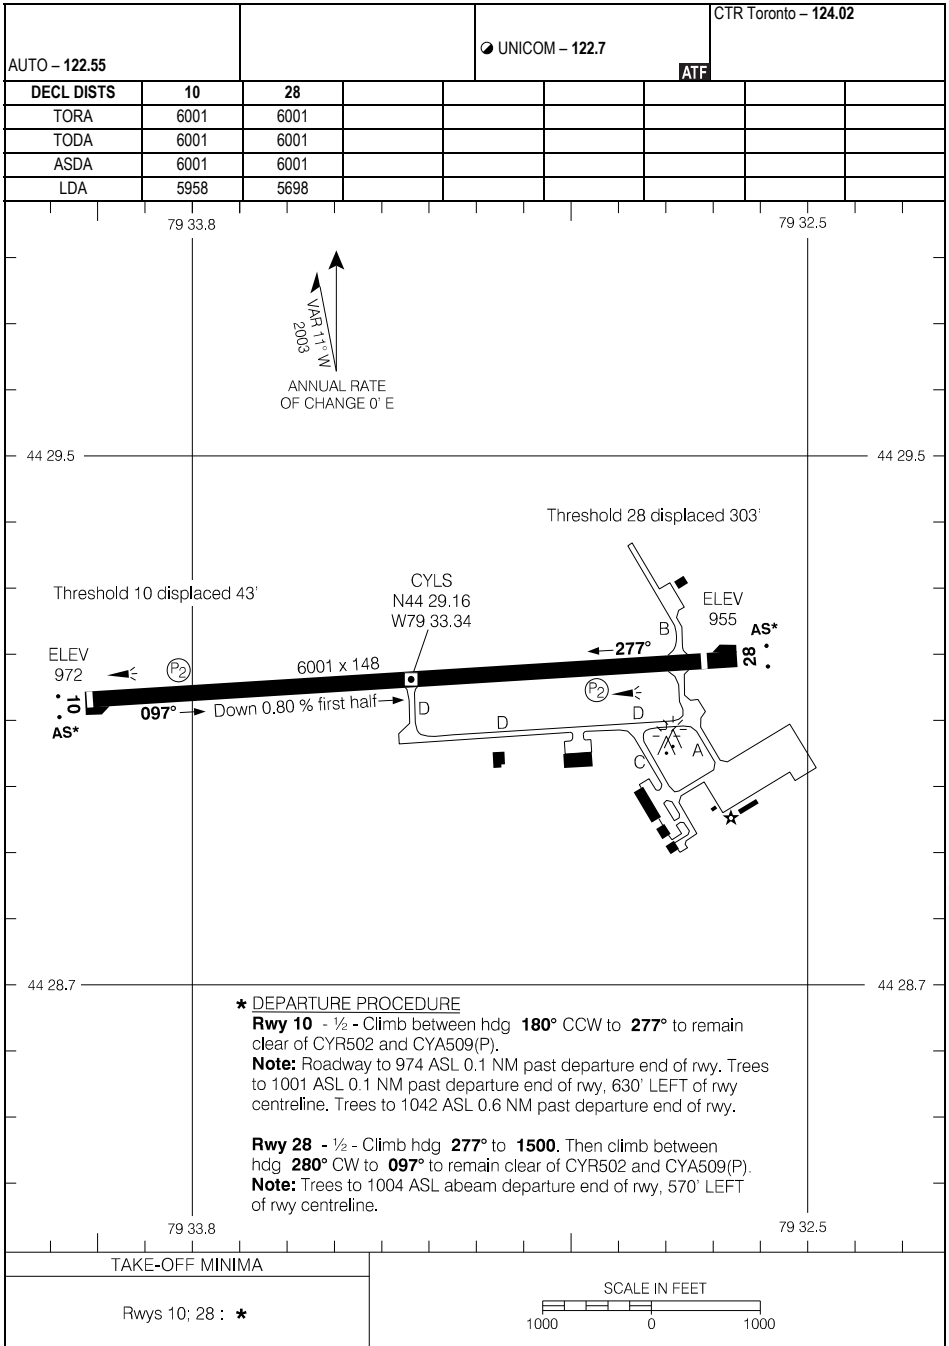 CTR Toronto – 124.02
UNICOM – 122.7
AUTO – 122.55
ATF
DECL DISTS 10 28
TORA 6001 6001
TODA 6001 6001
ASDA 6001 6001
LDA 5958 5698
79 33.8 79 32.5
VAR 11° W
2003
ANNUAL RATE
OF CHANGE 0' E
44 29.5 44 29.5
Threshold 28 displaced 303'
Threshold 10 displaced 43'
CYLS
N44 29.16
W79 33.34
ELEV
955
B
AS*
ELEV
972
P2
6001 x 148
277°
28
10
097°
Down 0.80 % first half
P2
D
D
D
AS*
C
A
44 28.7 44 28.7
* DEPARTURE PROCEDURE
Rwy 10 - ½ - Climb between hdg 180° CCW to 277° to remain
clear of CYR502 and CYA509(P).
Note: Roadway to 974 ASL 0.1 NM past departure end of rwy. Trees
to 1001 ASL 0.1 NM past departure end of rwy, 630' LEFT of rwy
centreline. Trees to 1042 ASL 0.6 NM past departure end of rwy.
Rwy 28 - ½ - Climb hdg 277° to 1500. Then climb between
hdg 280° CW to 097° to remain clear of CYR502 and CYA509(P).
Note: Trees to 1004 ASL abeam departure end of rwy, 570' LEFT
of rwy centreline.
79 33.8 79 32.5
TAKE-OFF MINIMA
Rwys 10; 28 : *
SCALE IN FEET
1000 0 1000